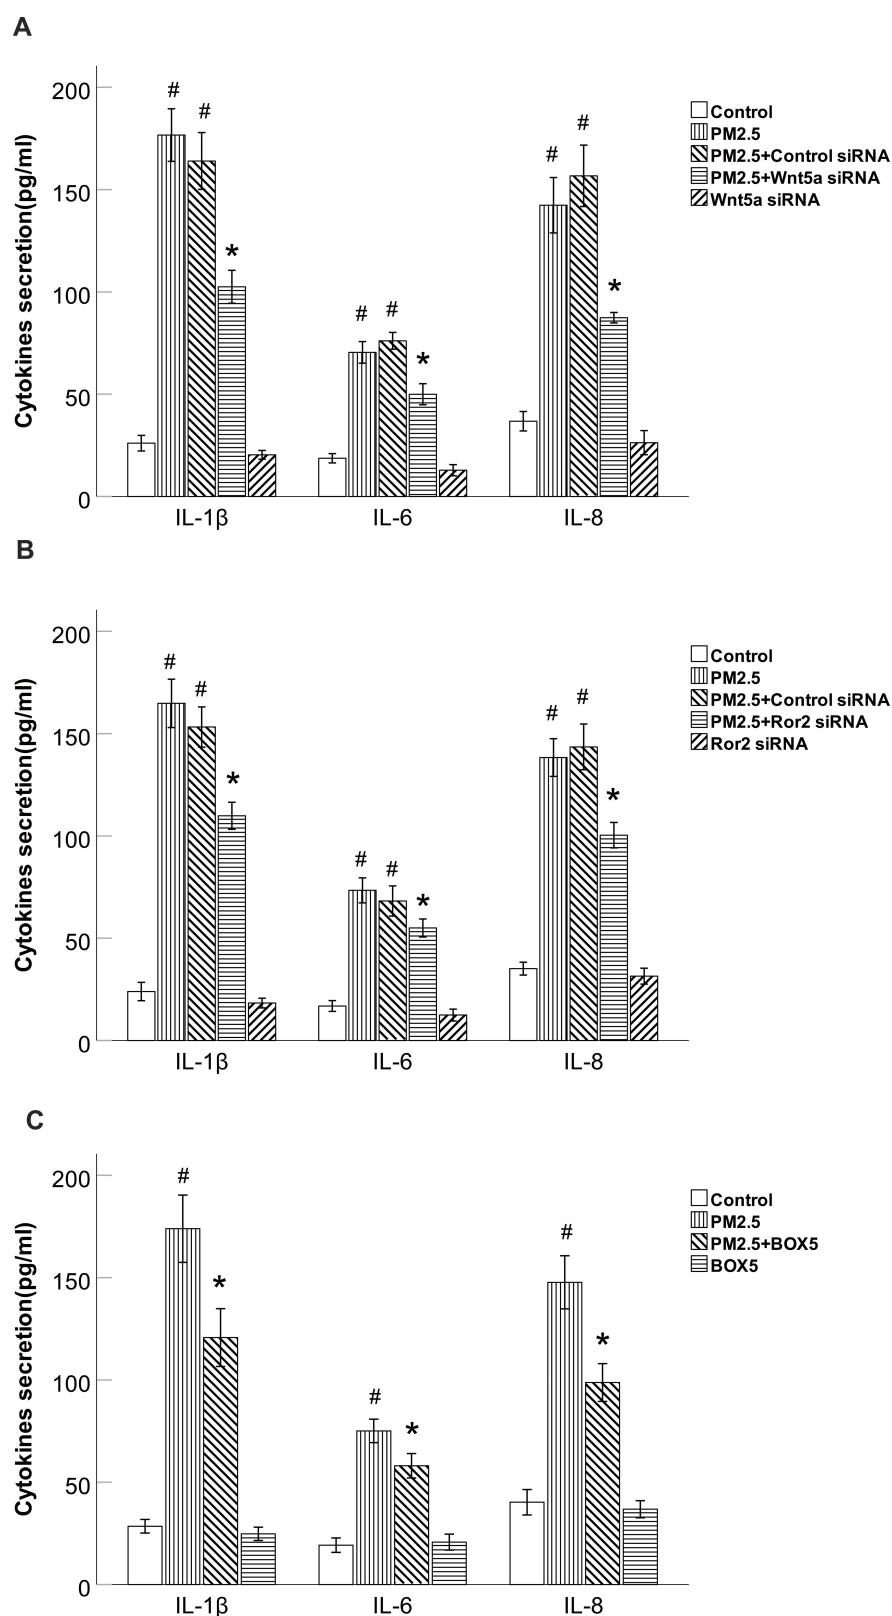 A
Cytokines secretion(pg/ml)
200
150
100
50
0
# # *
# # *
# # *
IL-1β IL-6 IL-8
Control
PM2.5
PM2.5+Control siRNA
PM2.5+Wnt5a siRNA
Wnt5a siRNA
B
Cytokines secretion(pg/ml)
200
150
100
50
0
# # *
# # *
# # *
IL-1β IL-6 IL-8
Control
PM2.5
PM2.5+Control siRNA
PM2.5+Ror2 siRNA
Ror2 siRNA
C
Cytokines secretion(pg/ml)
200
150
100
50
0
# *
# *
# *
IL-1β IL-6 IL-8
Control
PM2.5
PM2.5+BOX5
BOX5